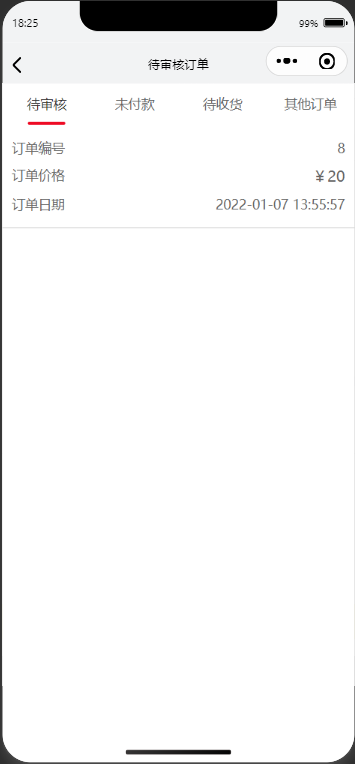 18:25 99%
待审核订单
待审核 未付款 待收货 其他订单
订单编号 8
订单价格 ￥20
订单日期 2022-01-07 13:55:57